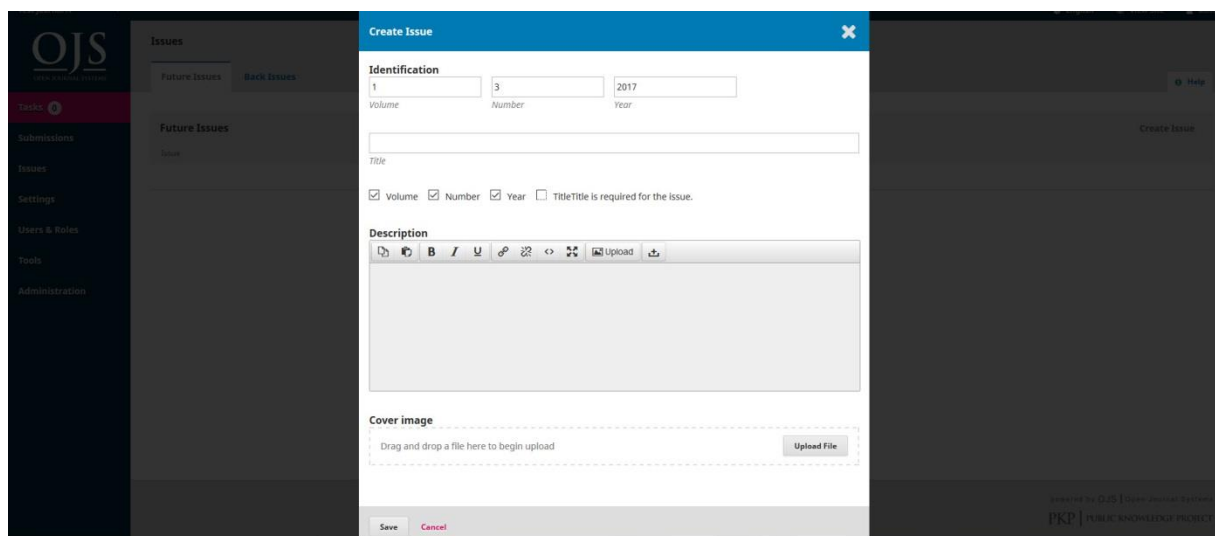 OJS
OPEN JOURNAL SYSTEMS
Tasks 0
Submissions
Issues
Settings
Users & Roles
Tools
Administration
Issues
Future Issues Back Issues
Help
Future Issues
Create Issue
Issue
Create Issue
Identification
1 3 2017
Volume Number Year
Title
Volume Number Year TitleTitle is required for the issue.
Description
B I U Upload
Cover image
Drag and drop a file here to begin upload Upload File
Save Cancel
powered by OJS | Open Journal Systems
PKP | PUBLIC KNOWLEDGE PROJECT